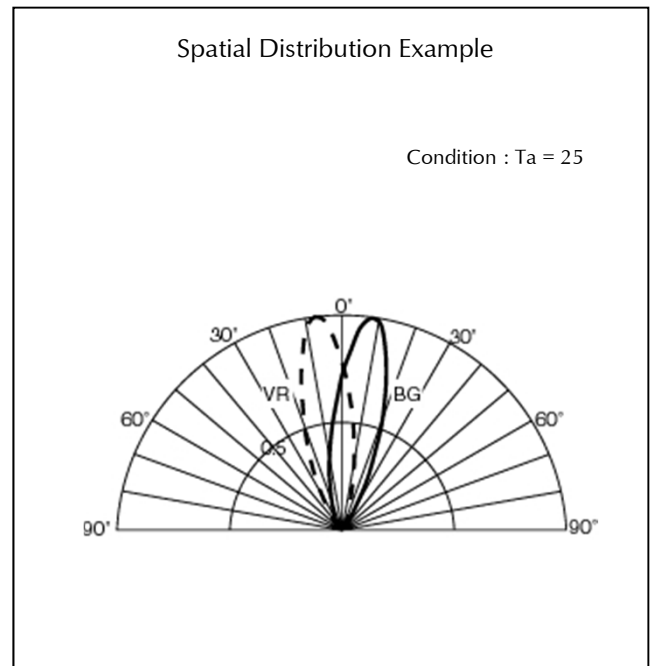 Spatial Distribution Example
Condition : Ta = 25
0°
30° 30°
VR BG
60° 60°
0.5
90° 90°